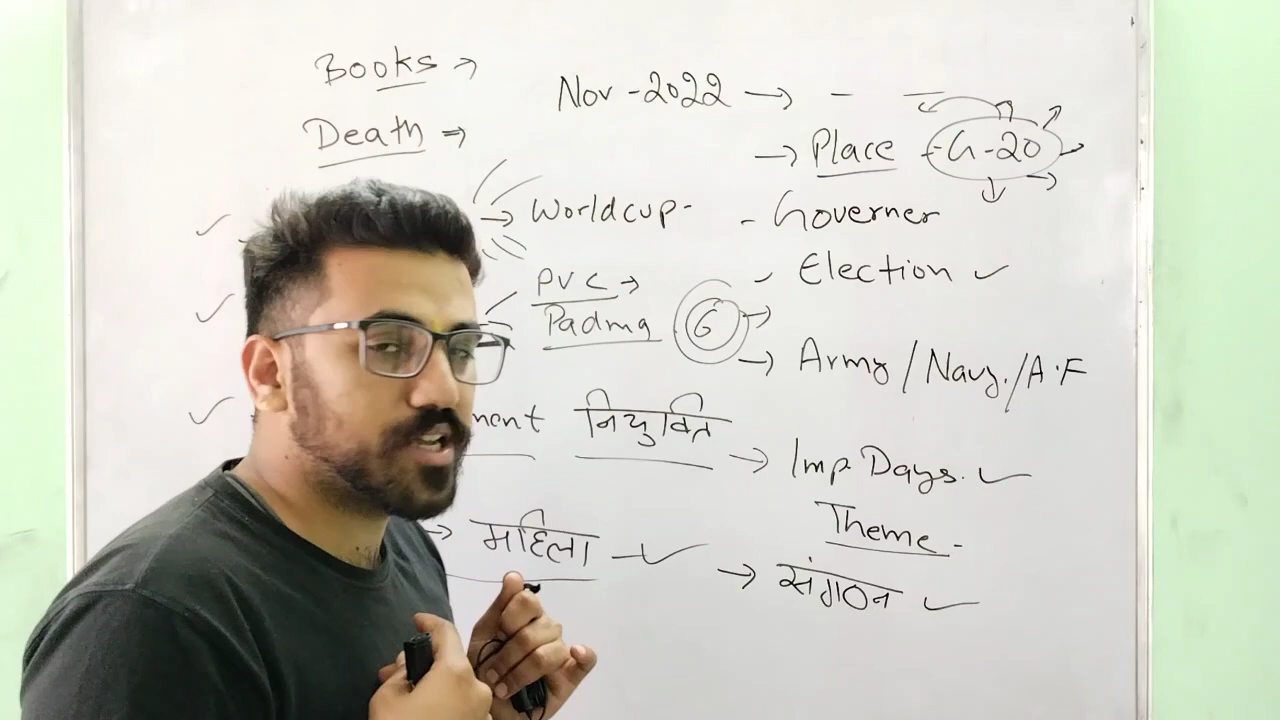 Books →
Death ⇒
Worldcup-
PVC →
Padma
ment नियुक्ति
→ महिला ✓
Nov-2022 → - —
→ Place G-20
- Governer
✓ Election ✓
6
→ Army/Navy/A.F
→ Imp Days. ✓
Theme -
→ संगठन ✓